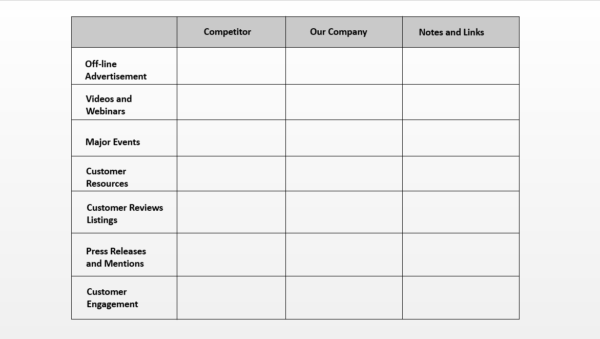 Competitor Our Company Notes and Links
Off-line
Advertisement
Videos and
Webinars
Major Events
Customer
Resources
Customer Reviews
Listings
Press Releases
and Mentions
Customer
Engagement